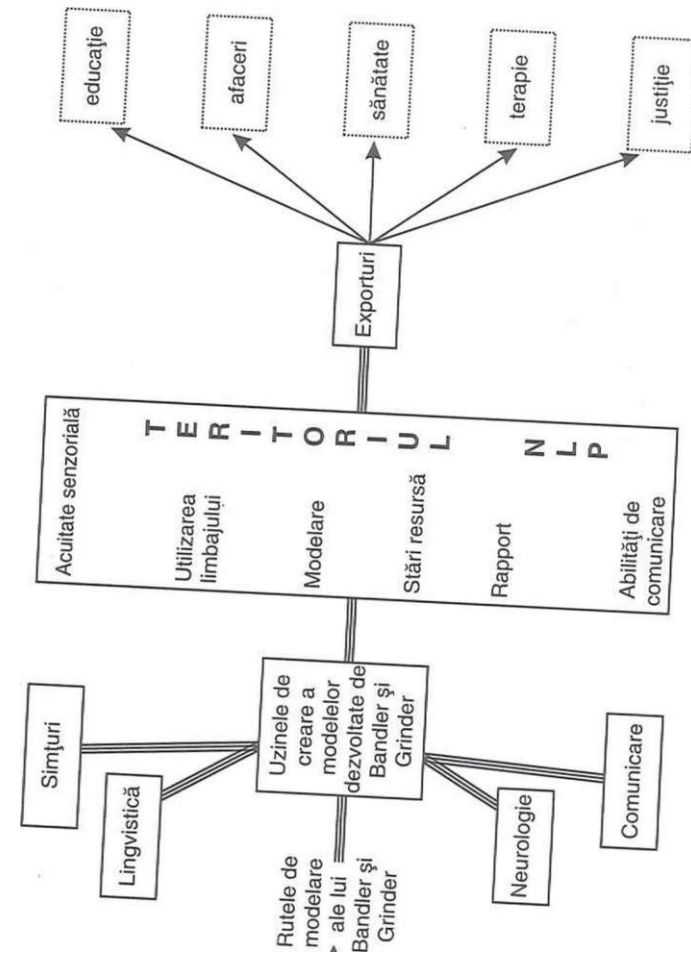 Simțuri
Lingvistică
Rutele de
modelare
ale lui
Bandler și
Grinder
Uzinele de
creare a
modelelor
dezvoltate de
Bandler și
Grinder
Neurologie
Comunicare
Acuitate senzorială
Utilizarea
limbajului
Modelare
Stări resursă
Rapport
Abilități de
comunicare
TERITORIUL NLP
Exporturi
educație
afaceri
sănătate
terapie
justiție